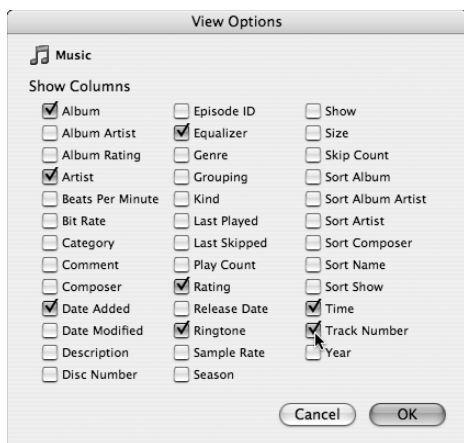 View Options
Music
Show Columns
Album
Album Artist
Album Rating
Artist
Beats Per Minute
Bit Rate
Category
Comment
Composer
Date Added
Date Modified
Description
Disc Number
Episode ID
Equalizer
Genre
Grouping
Kind
Last Played
Last Skipped
Play Count
Rating
Release Date
Ringtone
Sample Rate
Season
Show
Size
Skip Count
Sort Album
Sort Album Artist
Sort Artist
Sort Composer
Sort Name
Sort Show
Time
Track Number
Year
Cancel
OK